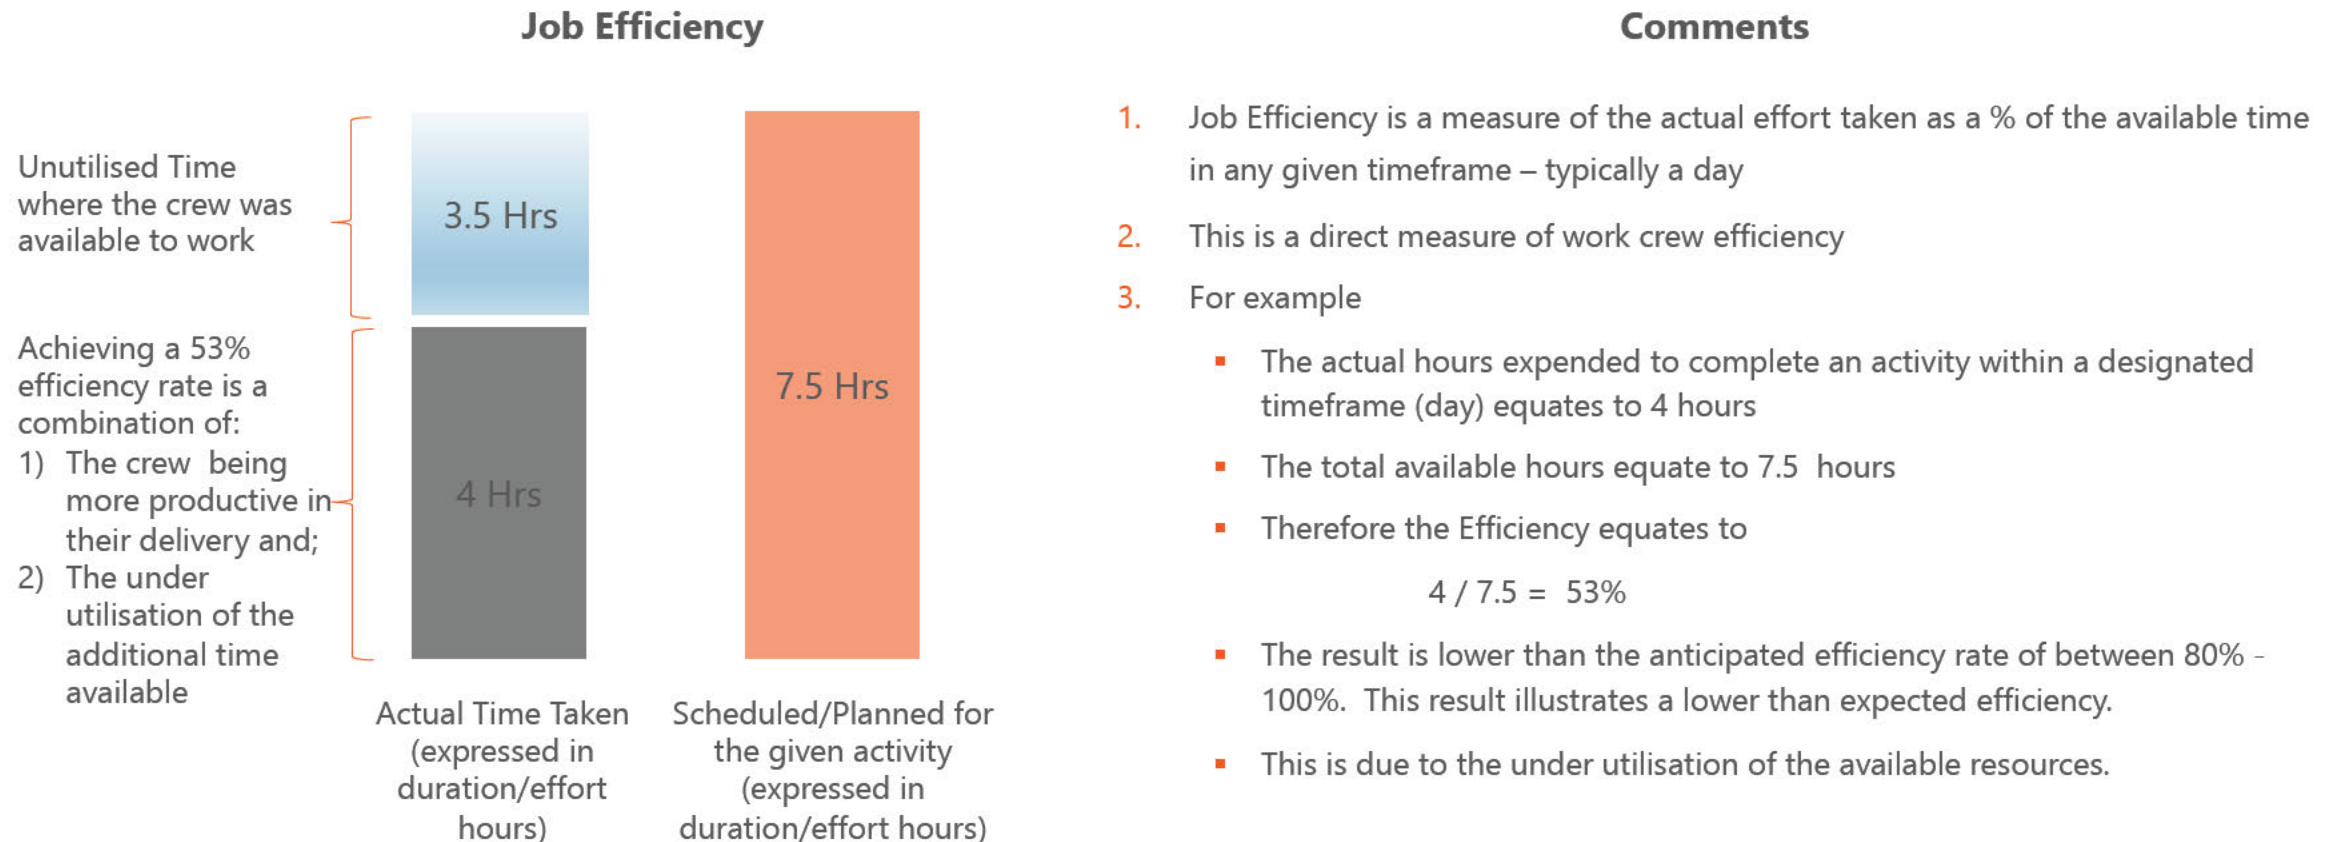 Job Efficiency
Unutilised Time
where the crew was
available to work
3.5 Hrs
Achieving a 53%
efficiency rate is a
combination of:
1) The crew being
more productive in
their delivery and;
2) The under
utilisation of the
additional time
available
4 Hrs
7.5 Hrs
Actual Time Taken
(expressed in
duration/effort
hours)
Scheduled/Planned for
the given activity
(expressed in
duration/effort hours)
Comments
1. Job Efficiency is a measure of the actual effort taken as a % of the available time
in any given timeframe – typically a day
2. This is a direct measure of work crew efficiency
3. For example
▪ The actual hours expended to complete an activity within a designated
timeframe (day) equates to 4 hours
▪ The total available hours equate to 7.5 hours
▪ Therefore the Efficiency equates to
4 / 7.5 = 53%
▪ The result is lower than the anticipated efficiency rate of between 80% -
100%. This result illustrates a lower than expected efficiency.
▪ This is due to the under utilisation of the available resources.